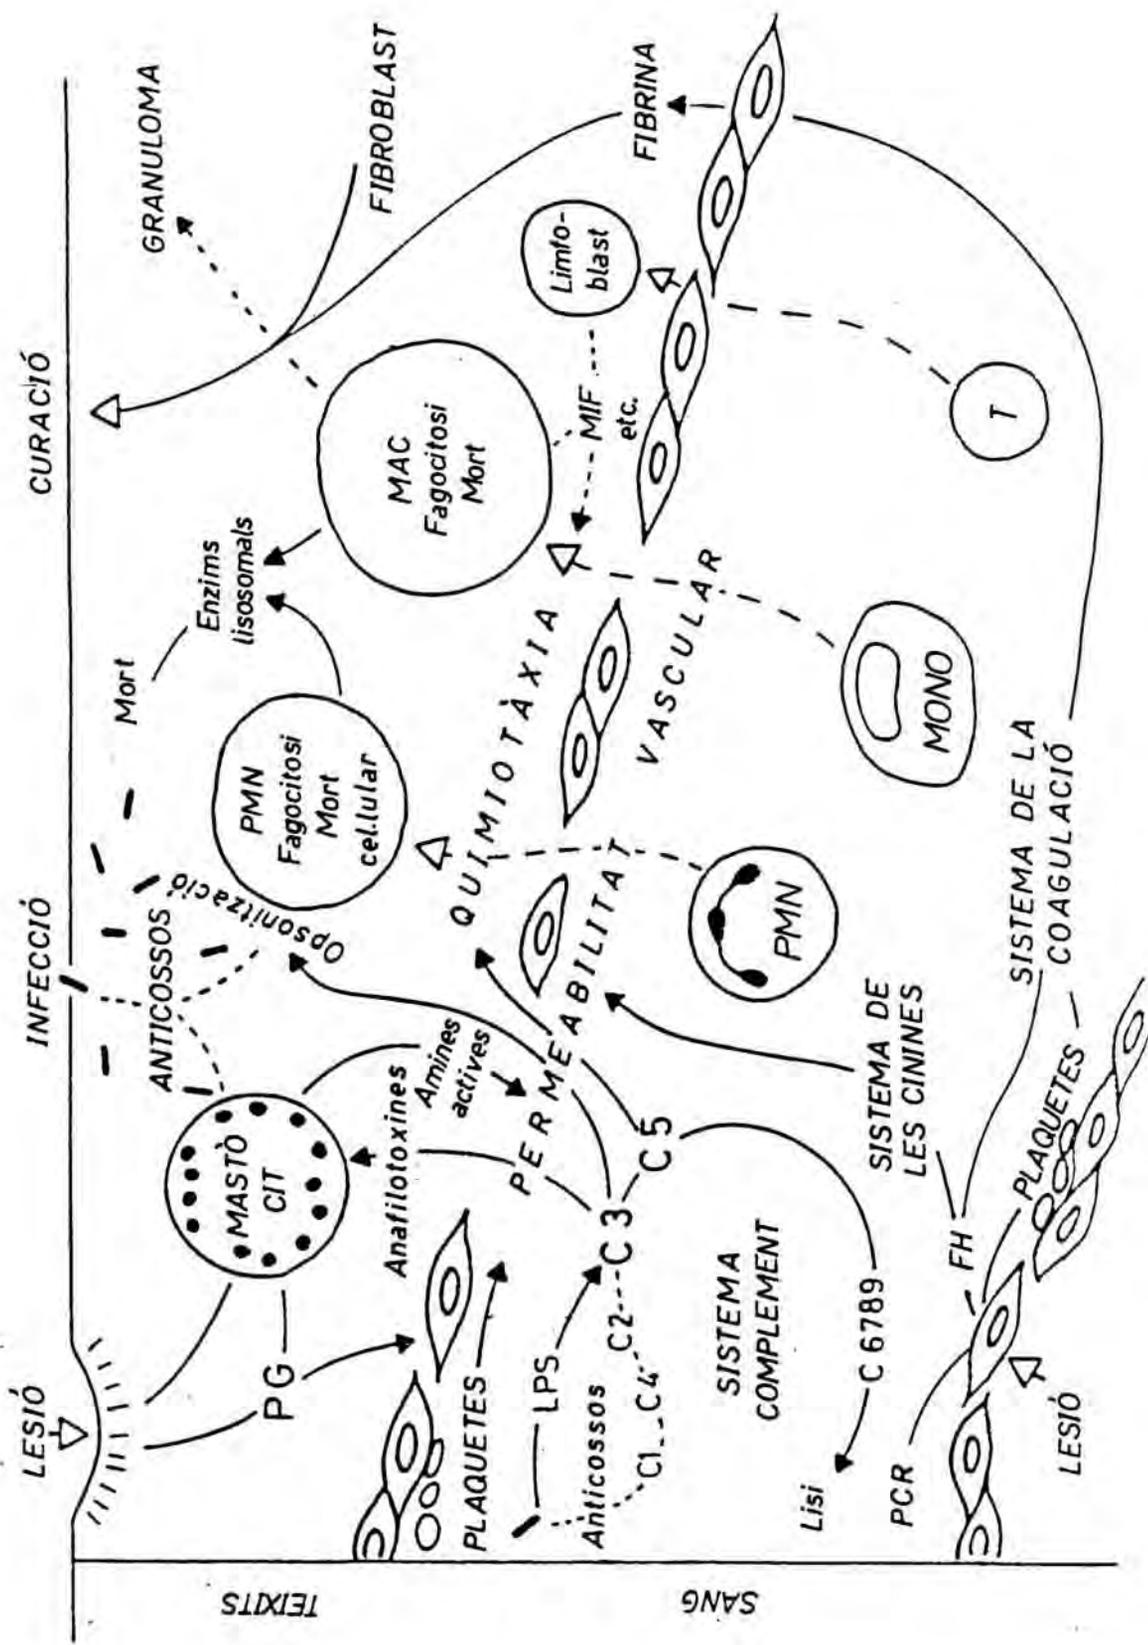 LESIÓ
INFECCIÓ
CURACIÓ
TEIXITS
SANG
GRANULOMA
FIBROBLAST
Mort
Enzims
lisosomals
ANTICOSSOS
Opsonització
PMN
Fagocitosi
Mort
cel.lular
MAC
Fagocitosi
Mort
MASTÒ
CIT
PG
Anafilotoxines
Amines
actives
Limfo-
blast
MIF
etc.
FIBRINA
QUIMIOTÀXIA
PERMEABILITAT
VASCULAR
PLAQUETES
LPS
Anticossos
C1
C4
C2
C3
C5
SISTEMA
COMPLEMENT
C 6789
Lisi
PMN
MONO
T
SISTEMA DE
LES CININES
SISTEMA DE LA
COAGULACIÓ
PCR
FH
PLAQUETES
LESIÓ